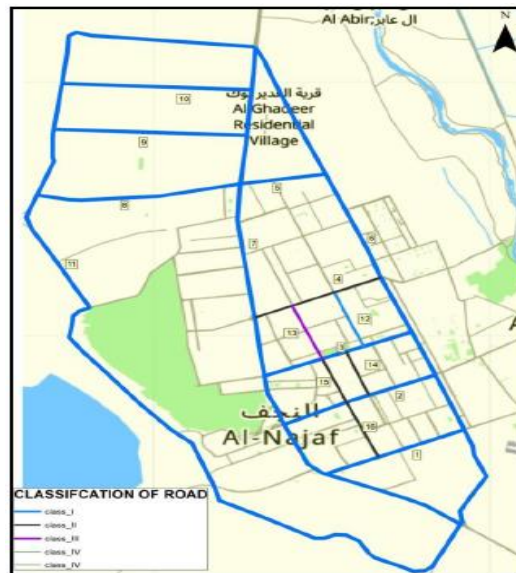 ال عابر
Al Abir;
N
قرية الغدير بلوك
Al Ghadeer
Residential
Village
10
9
8
5
7
6
11
4
12
13
3
14
15
2
16
1
النجف
Al-Najaf
A
CLASSIFCATION OF ROAD
class_I
class_II
class_III
class_IV
class_IV